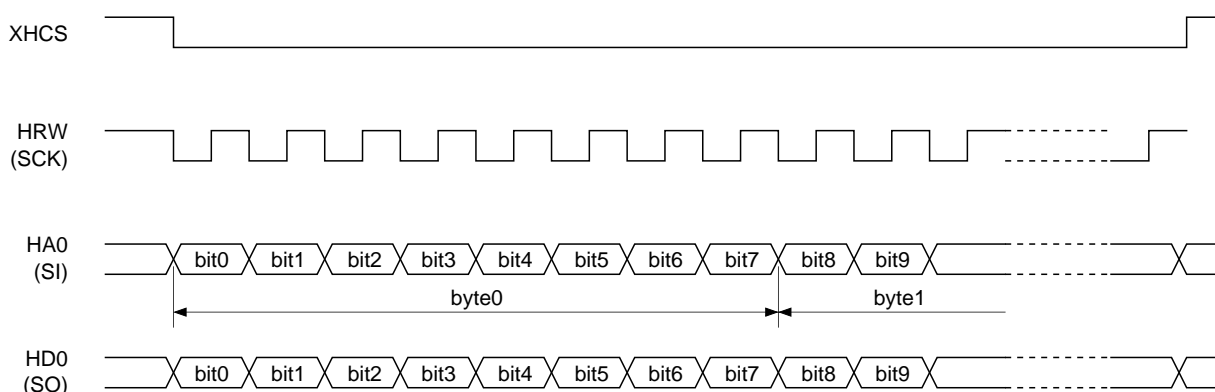 XHCS
HRW
(SCK)
HA0
(SI)
bit0 bit1 bit2 bit3 bit4 bit5 bit6 bit7 bit8 bit9
byte0 byte1
HD0
(SO)
bit0 bit1 bit2 bit3 bit4 bit5 bit6 bit7 bit8 bit9